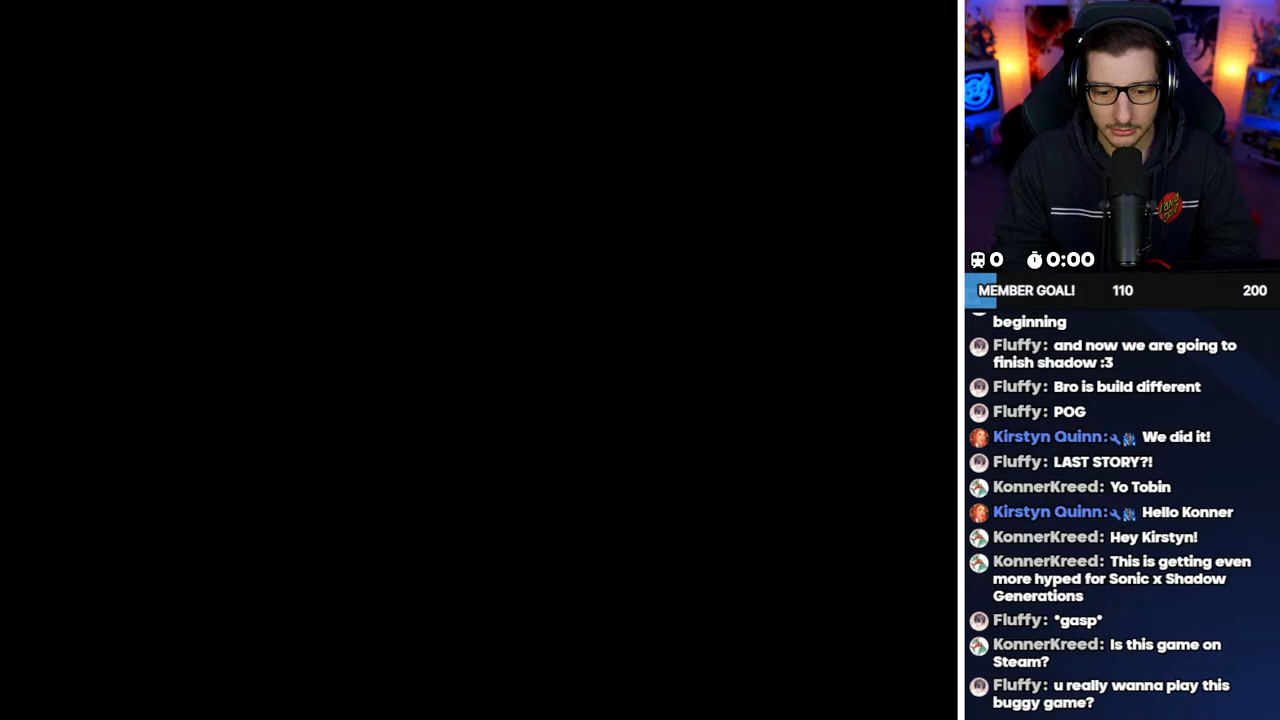 0 0:00
MEMBER GOAL! 110 200
beginning
Fluffy: and now we are going to
finish shadow :3
Fluffy: Bro is build different
Fluffy: POG
Kirstyn Quinn: We did it!
Fluffy: LAST STORY?!
KonnerKreed: Yo Tobin
Kirstyn Quinn: Hello Konner
KonnerKreed: Hey Kirstyn!
KonnerKreed: This is getting even
more hyped for Sonic x Shadow
Generations
Fluffy: *gasp*
KonnerKreed: Is this game on
Steam?
Fluffy: u really wanna play this
buggy game?